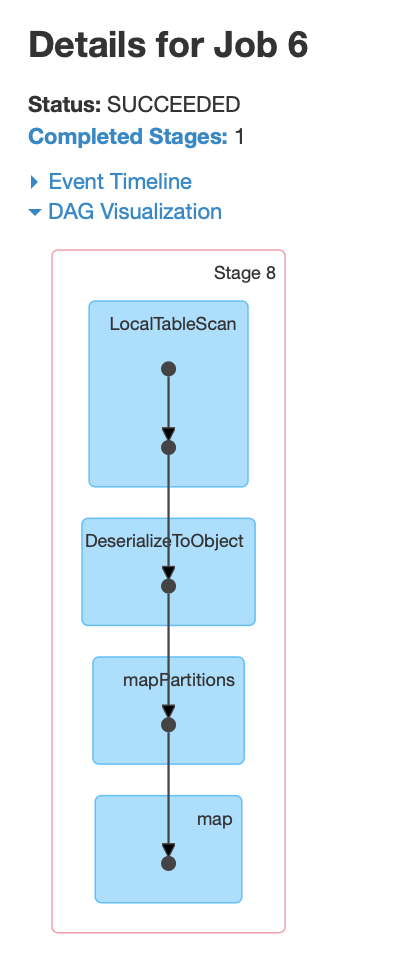 Details for Job 6
Status: SUCCEEDED
Completed Stages: 1
Event Timeline
DAG Visualization
Stage 8
LocalTableScan
DeserializeToObject
mapPartitions
map